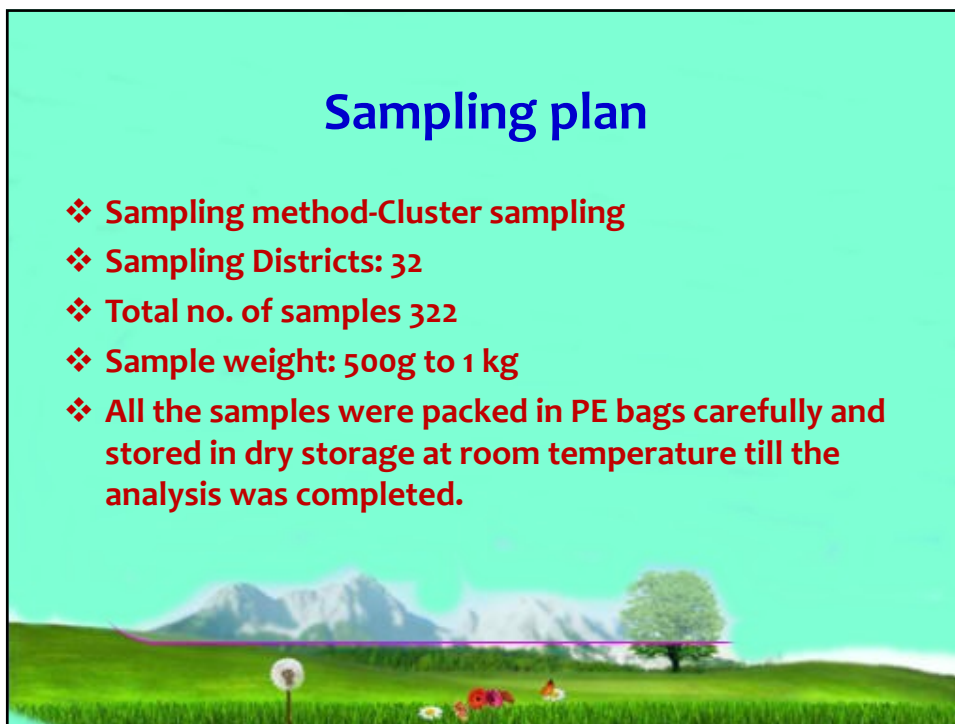 Sampling plan
❖ Sampling method-Cluster sampling
❖ Sampling Districts: 32
❖ Total no. of samples 322
❖ Sample weight: 500g to 1 kg
❖ All the samples were packed in PE bags carefully and
stored in dry storage at room temperature till the
analysis was completed.